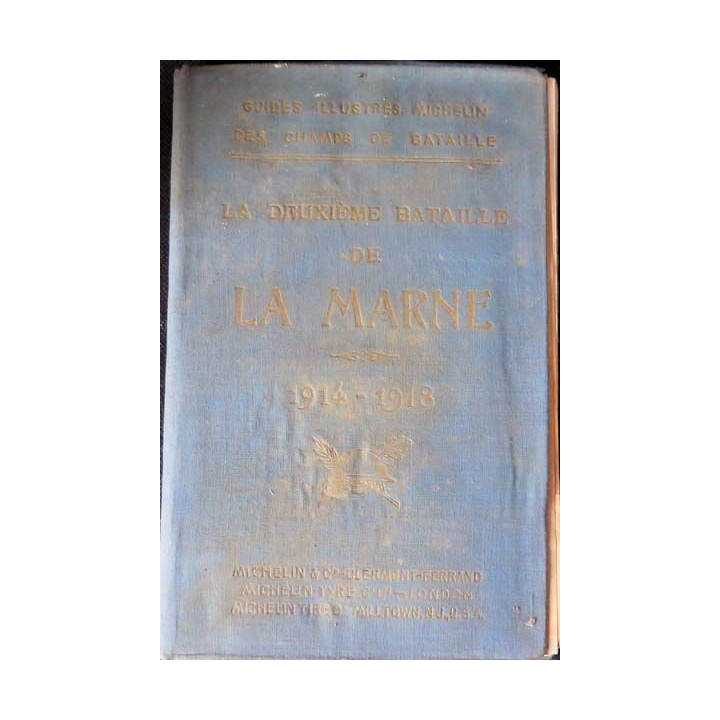 GUIDES ILLUSTRÉS MICHELIN
DES CHAMPS DE BATAILLE
LA DEUXIÈME BATAILLE
DE
LA MARNE
1914-1918
MICHELIN & Cie-CLERMONT-FERRAND
MICHELIN TYRE Co Ltd-LONDON
MICHELIN TIRE Co MILLTOWN, N.J., U.S.A.